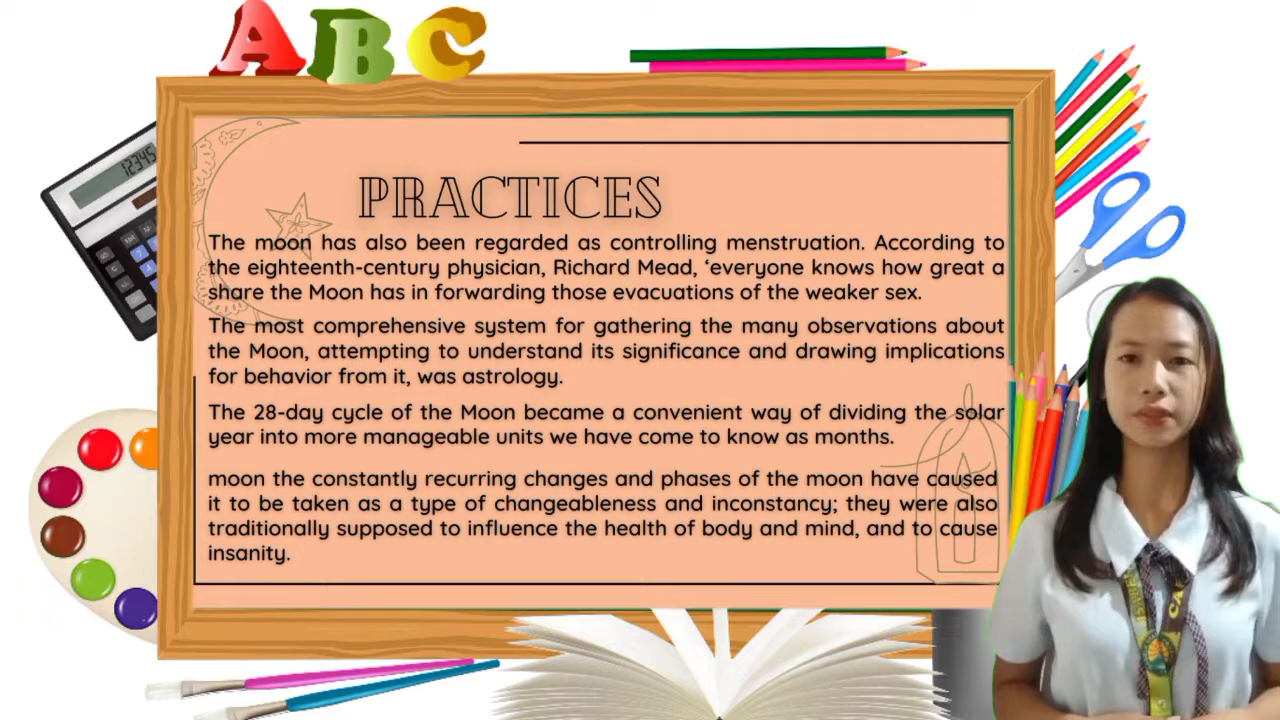 ABC
12345
PRACTICES
The moon has also been regarded as controlling menstruation. According to
the eighteenth-century physician, Richard Mead, ‘everyone knows how great a
share the Moon has in forwarding those evacuations of the weaker sex.
The most comprehensive system for gathering the many observations about
the Moon, attempting to understand its significance and drawing implications
for behavior from it, was astrology.
The 28-day cycle of the Moon became a convenient way of dividing the solar
year into more manageable units we have come to know as months.
moon the constantly recurring changes and phases of the moon have caused
it to be taken as a type of changeableness and inconstancy; they were also
traditionally supposed to influence the health of body and mind, and to cause
insanity.